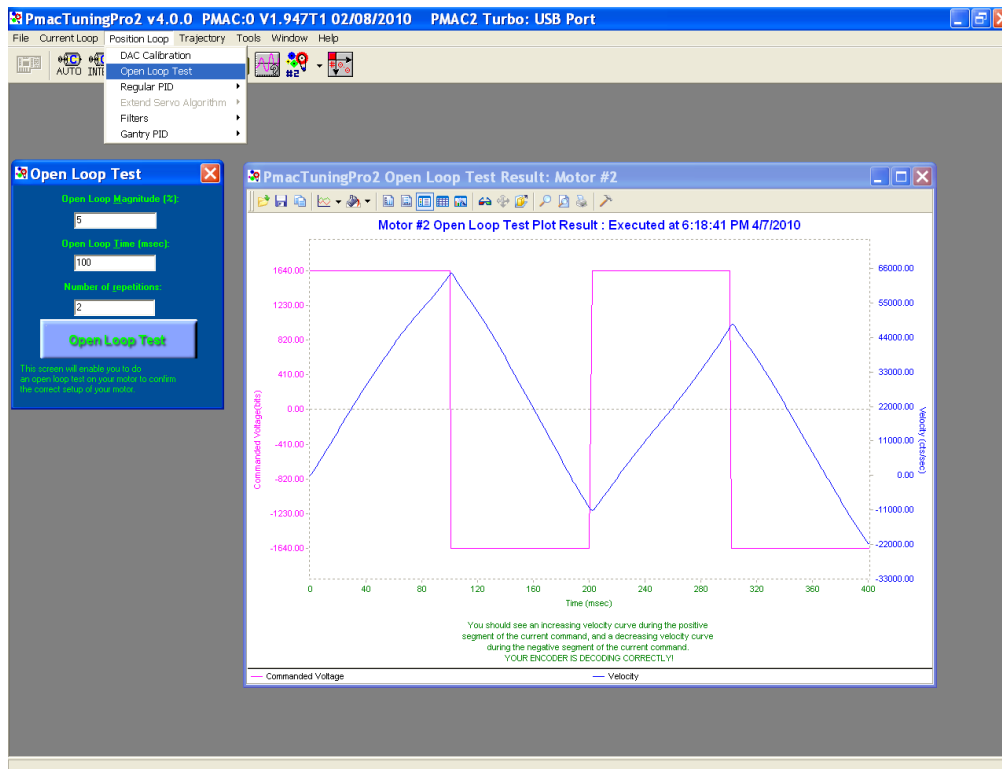 PmacTuningPro2 v4.0.0 PMAC:0 V1.947T1 02/08/2010 PMAC2 Turbo: USB Port
File Current Loop Position Loop Trajectory Tools Window Help
AUTO
#2
DAC Calibration
Open Loop Test
Regular PID
Extend Servo Algorithm
Filters
Gantry PID
Open Loop Test
Open Loop Magnitude (%):
5
Open Loop Time (msec):
100
Number of repetitions:
2
Open Loop Test
This screen will enable you to do
an open loop test on your motor to confirm
the correct setup of your motor.
PmacTuningPro2 Open Loop Test Result: Motor #2
Motor #2 Open Loop Test Plot Result : Executed at 6:18:41 PM 4/7/2010
1640.00
1230.00
820.00
410.00
0.00
-410.00
-820.00
-1230.00
-1640.00
Commanded Voltage(bits)
66000.00
55000.00
44000.00
33000.00
22000.00
11000.00
0.00
-11000.00
-22000.00
-33000.00
Velocity (cts/sec)
0 40 80 120 160 200 240 280 320 360 400
Time (msec)
You should see an increasing velocity curve during the positive
segment of the current command, and a decreasing velocity curve
during the negative segment of the current command.
YOUR ENCODER IS DECODING CORRECTLY!
Commanded Voltage Velocity